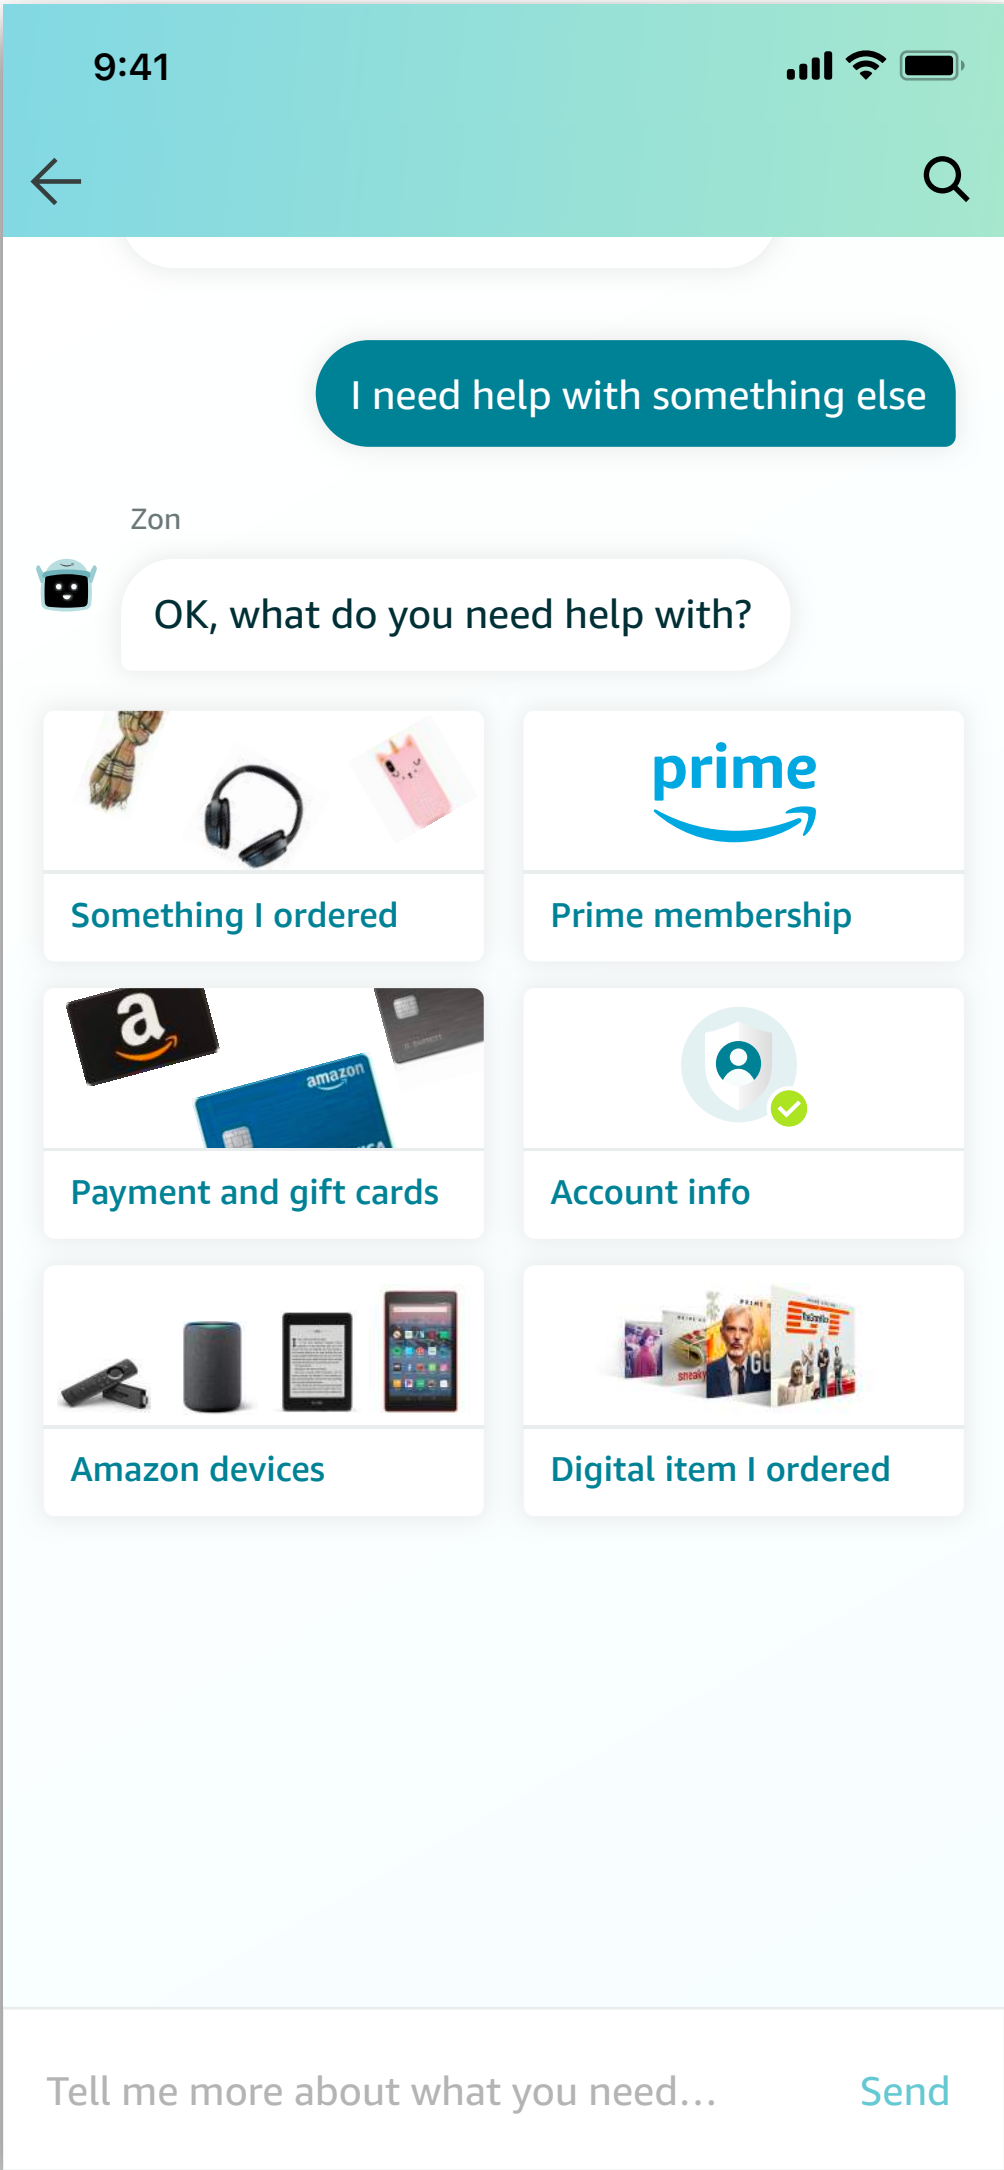 9:41
I need help with something else
Zon
OK, what do you need help with?
prime
Something I ordered
Prime membership
a
amazon
Payment and gift cards
Account info
Amazon devices
sneaky
Digital item I ordered
Tell me more about what you need...
Send